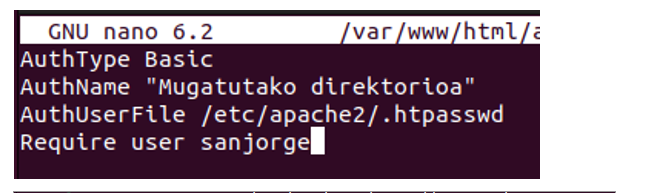 GNU nano 6.2 /var/www/html/
AuthType Basic
AuthName "Mugatutako direktorioa"
AuthUserFile /etc/apache2/.htpasswd
Require user sanjorge